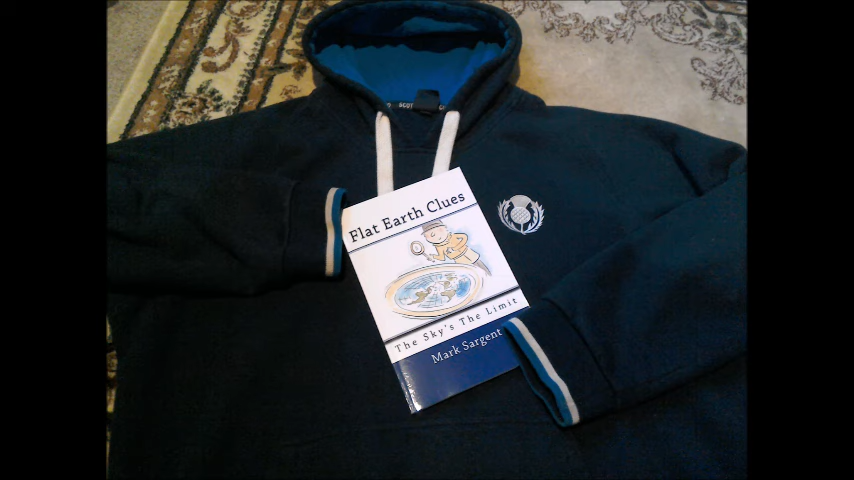 Flat Earth Clues
The Sky's The Limit
Mark Sargent